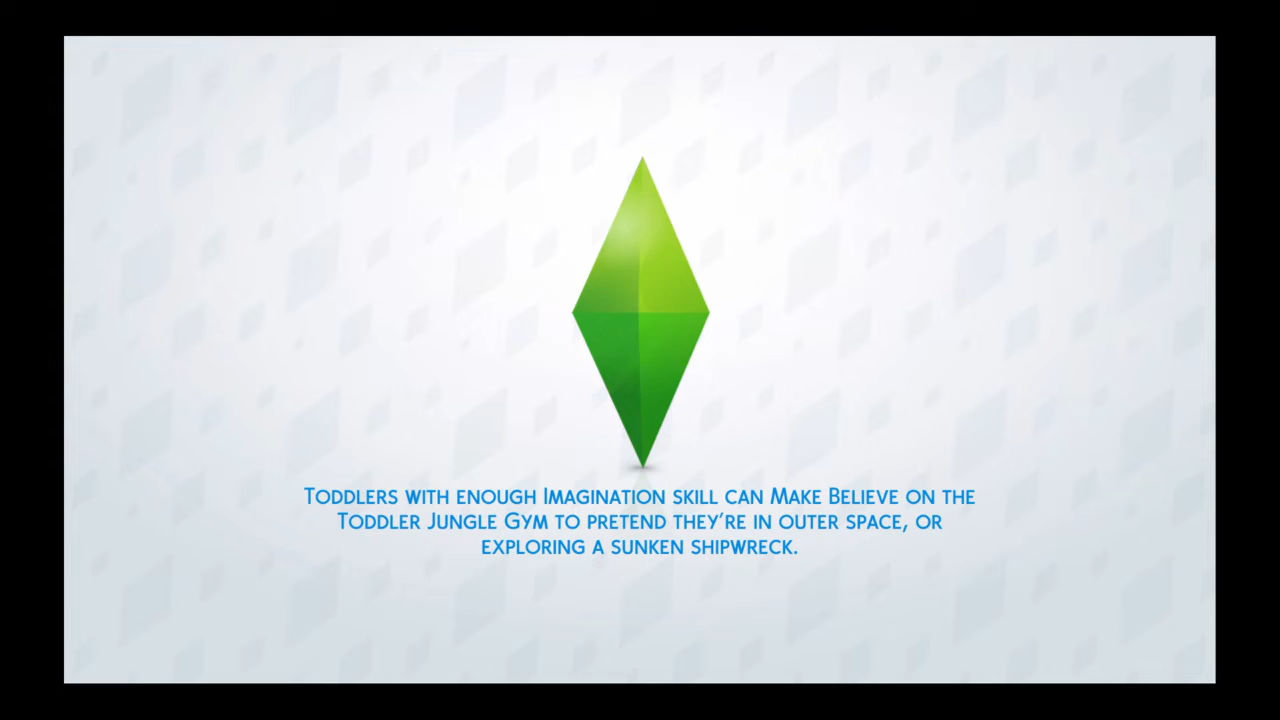 Toddlers with enough Imagination skill can Make Believe on the
Toddler Jungle Gym to pretend they're in outer space, or
exploring a sunken shipwreck.